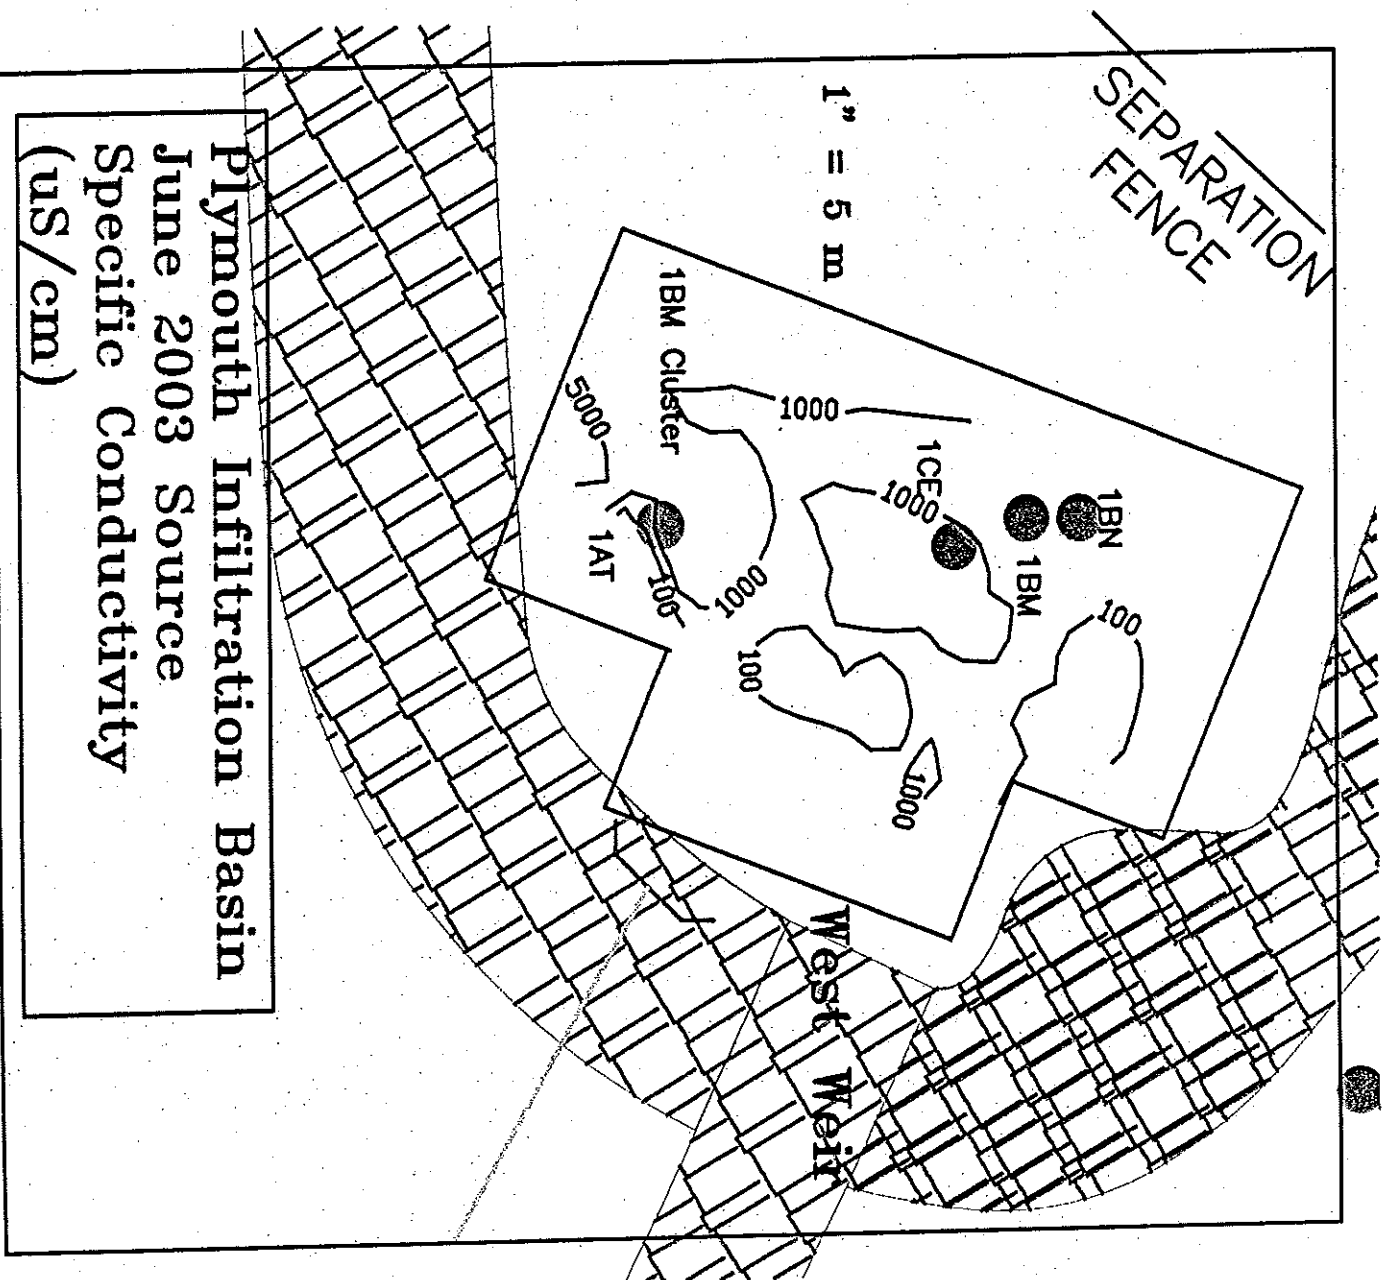 SEPARATION
FENCE
1" = 5 m
1BN
1BM
1CE
1000
1000
100
1BM Cluster
1000
100
1000
5000
1AT
100
West Weir
Plymouth Infiltration Basin
June 2003 Source
Specific Conductivity
(uS/cm)